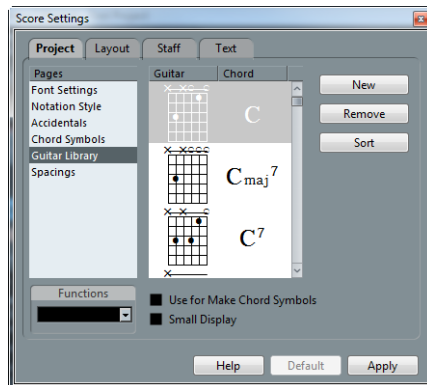 Score Settings
Project Layout Staff Text
Pages
Font Settings
Notation Style
Accidentals
Chord Symbols
Guitar Library
Spacings
Guitar Chord
C
Cmaj7
C7
New
Remove
Sort
Functions
Use for Make Chord Symbols
Small Display
Help Default Apply